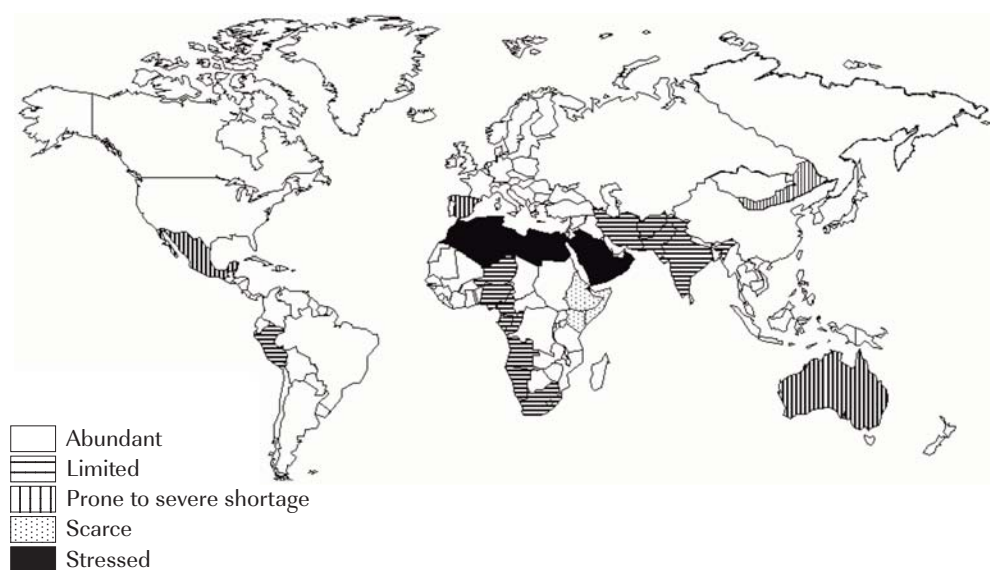 Abundant
Limited
Prone to severe shortage
Scarce
Stressed